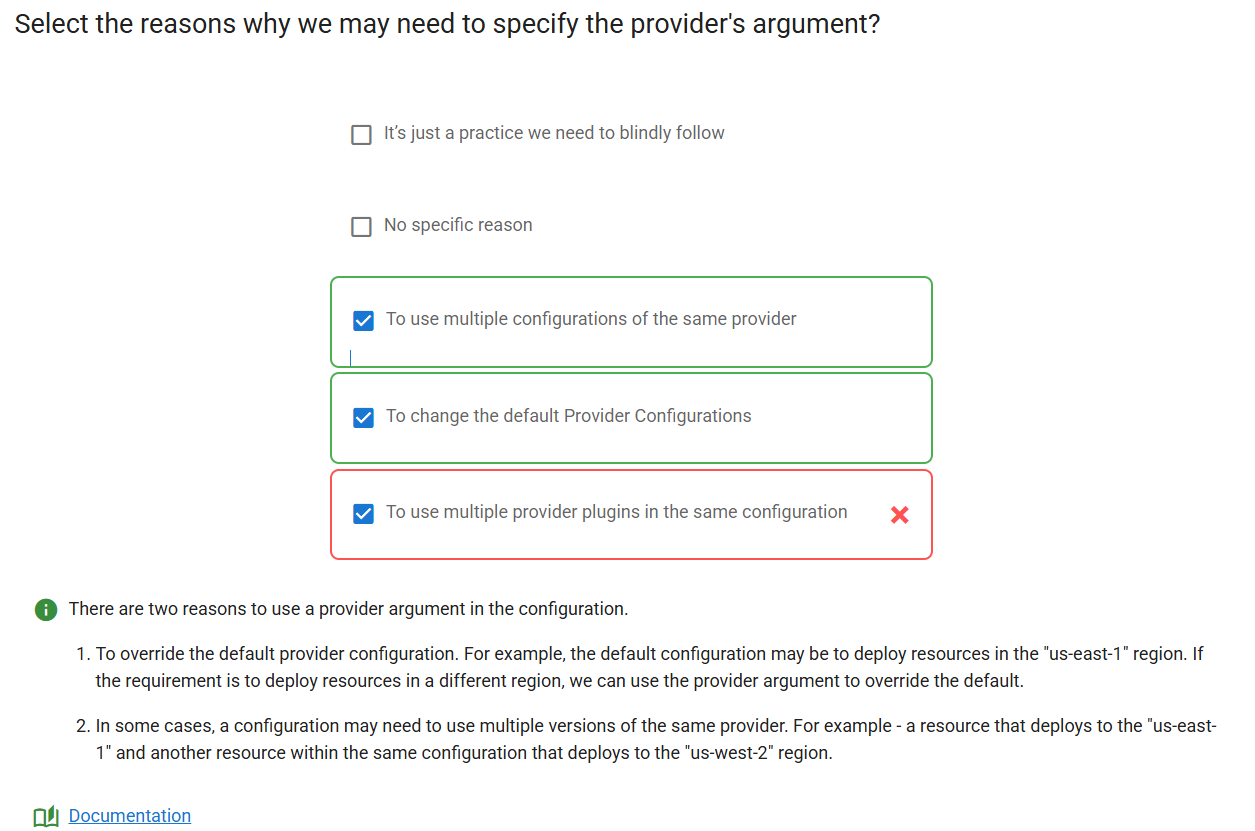 Select the reasons why we may need to specify the provider's argument?
It's just a practice we need to blindly follow
No specific reason
To use multiple configurations of the same provider
To change the default Provider Configurations
To use multiple provider plugins in the same configuration
There are two reasons to use a provider argument in the configuration.
1. To override the default provider configuration. For example, the default configuration may be to deploy resources in the "us-east-1" region. If
the requirement is to deploy resources in a different region, we can use the provider argument to override the default.
2. In some cases, a configuration may need to use multiple versions of the same provider. For example - a resource that deploys to the "us-east-
1" and another resource within the same configuration that deploys to the "us-west-2" region.
Documentation